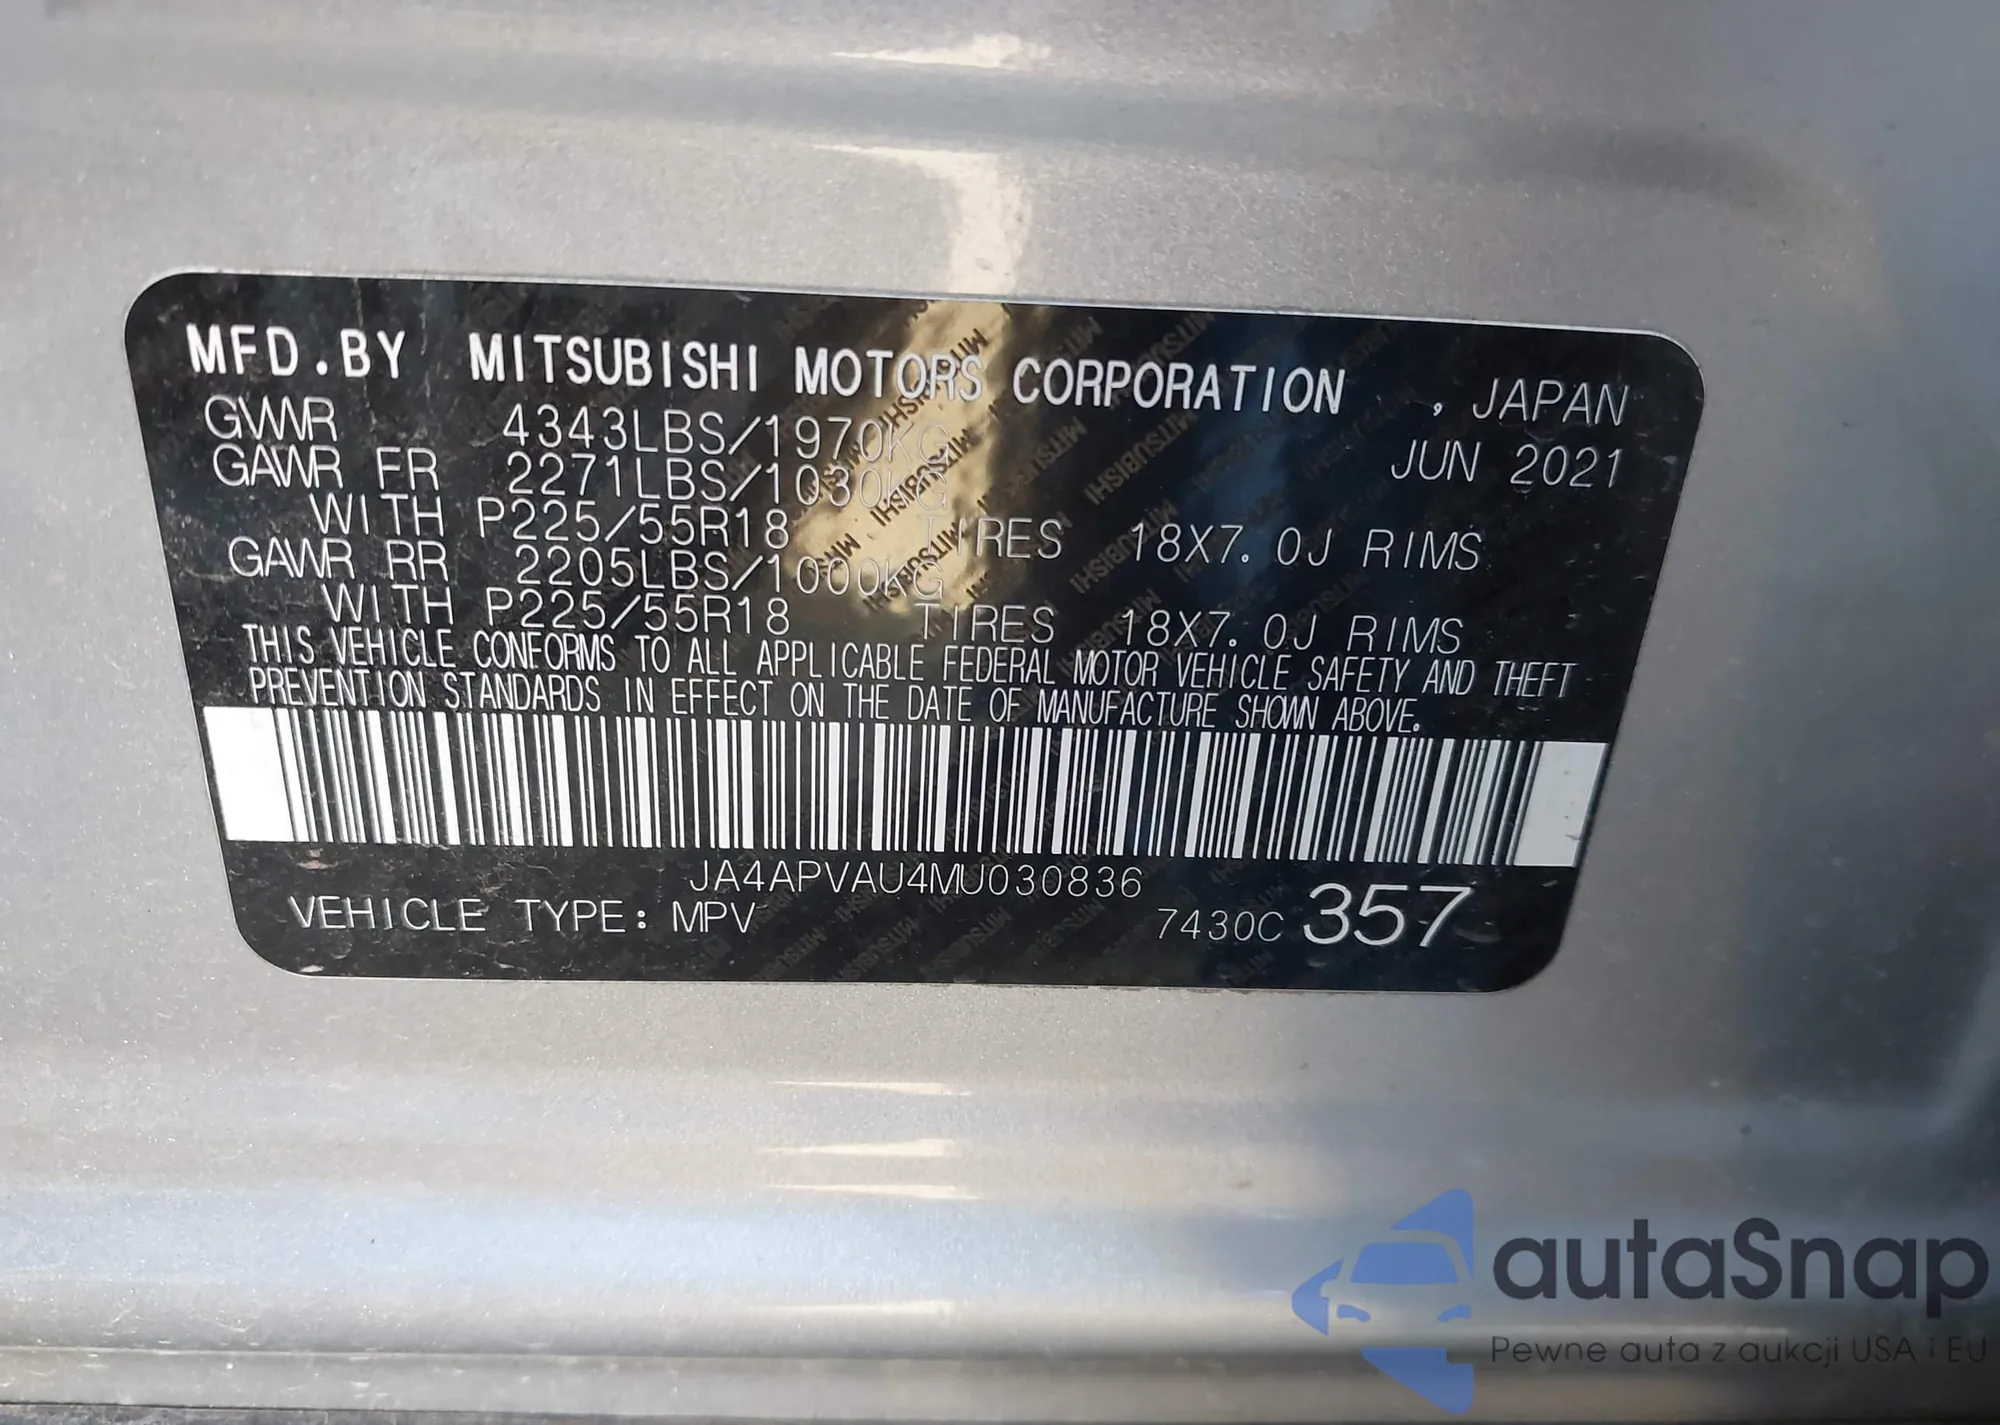 MFD.BY MITSUBISHI MOTORS CORPORATION , JAPAN
GVWR 4343LBS/1970KG JUN 2021
GAWR FR 2271LBS/1030KG
WITH P225/55R18 TIRES 18X7.0J RIMS
GAWR RR 2205LBS/1000KG
WITH P225/55R18 TIRES 18X7.0J RIMS
THIS VEHICLE CONFORMS TO ALL APPLICABLE FEDERAL MOTOR VEHICLE SAFETY AND THEFT
PREVENTION STANDARDS IN EFFECT ON THE DATE OF MANUFACTURE SHOWN ABOVE.
JA4APVAU4MU030836
VEHICLE TYPE: MPV 7430C 357
autaSnap
Pewne auta z aukcji USA i EU